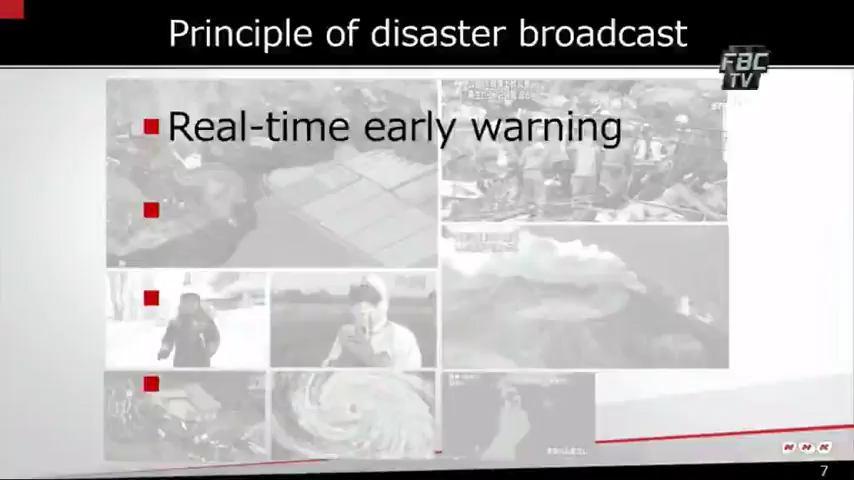 Principle of disaster broadcast
FBC
TV
Real-time early warning
NHK
7